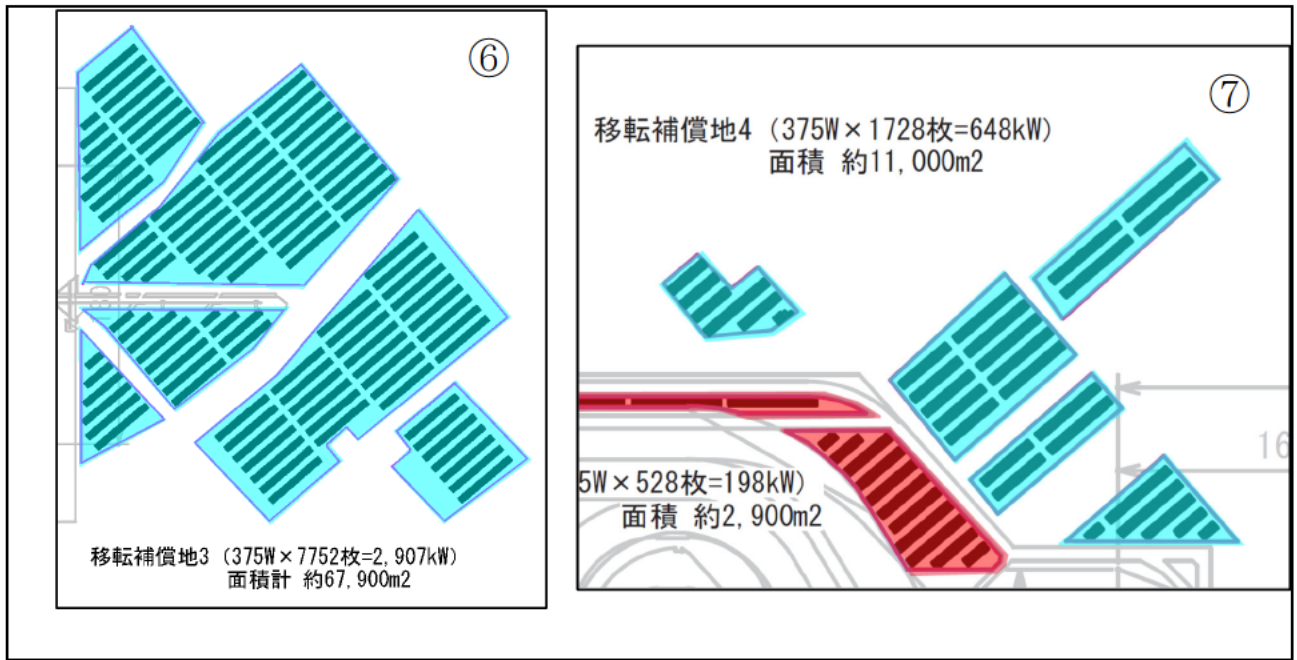 ⑥
移転補償地3 (375W×7752枚=2,907kW)
面積計 約67,900m2
⑦
移転補償地4 (375W×1728枚=648kW)
面積 約11,000m2
5W×528枚=198kW)
面積 約2,900m2
16